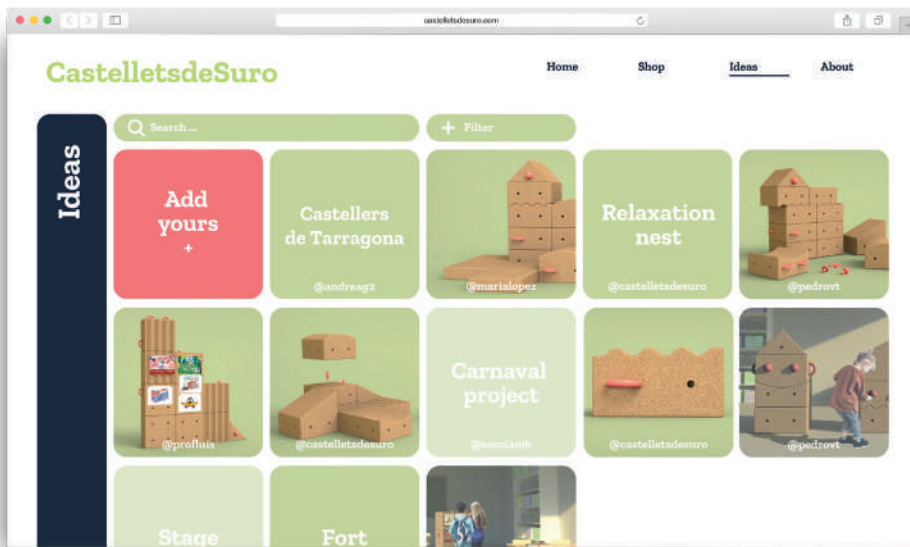 castelletsdesuro.com
CastelletsdeSuro
Home
Shop
Ideas
About
Ideas
Search ...
Filter
Add
yours
+
Castellers
de Tarragona
@andreag2
@marialopez
Relaxation
nest
@castelletsdesuro
@pedrovt
@profluis
@castelletsdesuro
Carnaval
project
@escolamb
@castelletsdesuro
@pedrovt
Stage
Fort